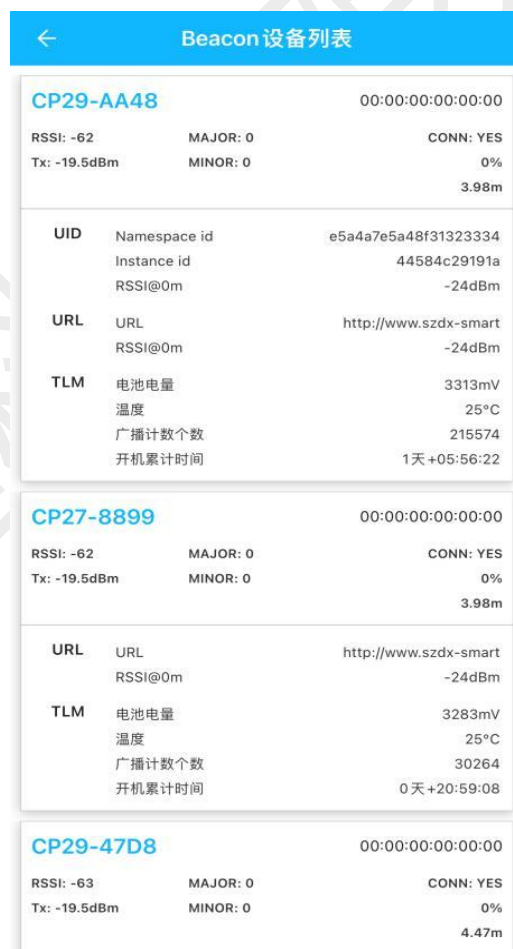 Beacon设备列表
CP29-AA48 00:00:00:00:00:00
RSSI: -62 MAJOR: 0 CONN: YES
Tx: -19.5dBm MINOR: 0 0%
3.98m
UID Namespace id e5a4a7e5a48f31323334
Instance id 44584c29191a
RSSI@0m -24dBm
URL URL http://www.szdx-smart
RSSI@0m -24dBm
TLM 电池电量 3313mV
温度 25°C
广播计数个数 215574
开机累计时间 1天+05:56:22
CP27-8899 00:00:00:00:00:00
RSSI: -62 MAJOR: 0 CONN: YES
Tx: -19.5dBm MINOR: 0 0%
3.98m
URL URL http://www.szdx-smart
RSSI@0m -24dBm
TLM 电池电量 3283mV
温度 25°C
广播计数个数 30264
开机累计时间 0天+20:59:08
CP29-47D8 00:00:00:00:00:00
RSSI: -63 MAJOR: 0 CONN: YES
Tx: -19.5dBm MINOR: 0 0%
4.47m